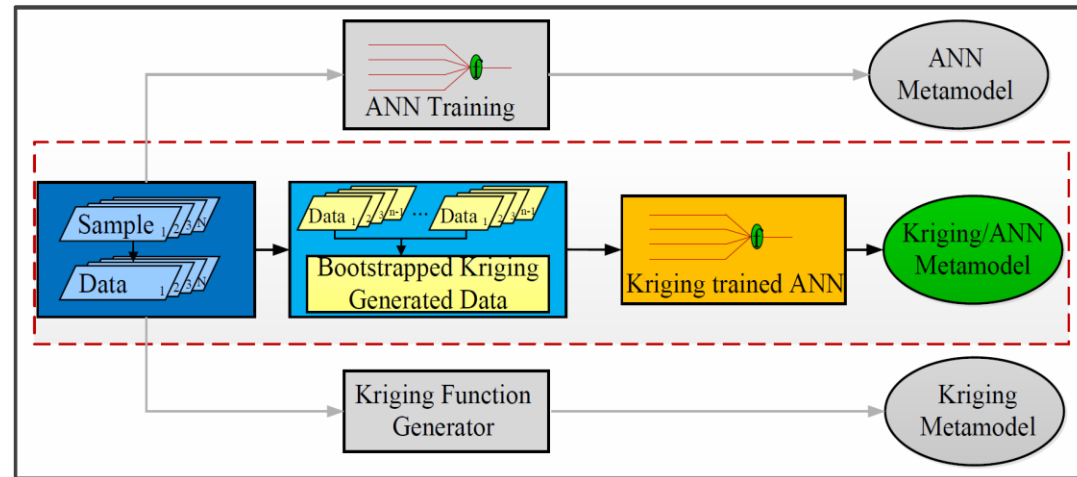 f
ANN Training
ANN
Metamodel
Sample 1 2 3 N
Data 1 2 3 N
Data 1 2 3 n-1 ... Data 1 2 3 n-1
Bootstrapped Kriging
Generated Data
f
Kriging trained ANN
Kriging/ANN
Metamodel
Kriging Function
Generator
Kriging
Metamodel